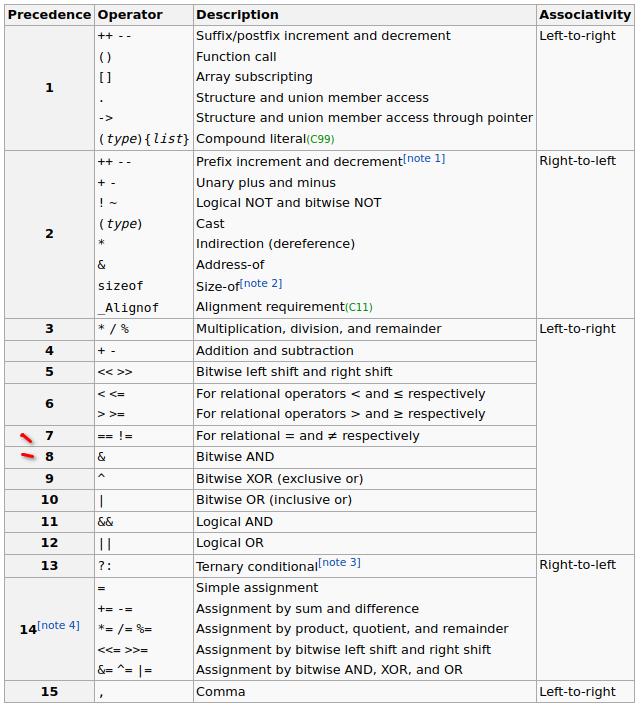 Precedence Operator Description Associativity
1 ++ -- Suffix/postfix increment and decrement Left-to-right
() Function call
[] Array subscripting
. Structure and union member access
-> Structure and union member access through pointer
(type){list} Compound literal(C99)
2 ++ -- Prefix increment and decrement[note 1] Right-to-left
+ - Unary plus and minus
! ~ Logical NOT and bitwise NOT
(type) Cast
* Indirection (dereference)
& Address-of
sizeof Size-of[note 2]
_Alignof Alignment requirement(C11)
3 * / % Multiplication, division, and remainder Left-to-right
4 + - Addition and subtraction
5 << >> Bitwise left shift and right shift
6 < <= For relational operators < and ≤ respectively
> >= For relational operators > and ≥ respectively
7 == != For relational = and ≠ respectively
8 & Bitwise AND
9 ^ Bitwise XOR (exclusive or)
10 | Bitwise OR (inclusive or)
11 && Logical AND
12 || Logical OR
13 ?: Ternary conditional[note 3] Right-to-left
14[note 4] = Simple assignment
+= -= Assignment by sum and difference
*= /= %= Assignment by product, quotient, and remainder
<<= >>= Assignment by bitwise left shift and right shift
&= ^= |= Assignment by bitwise AND, XOR, and OR
15 , Comma Left-to-right